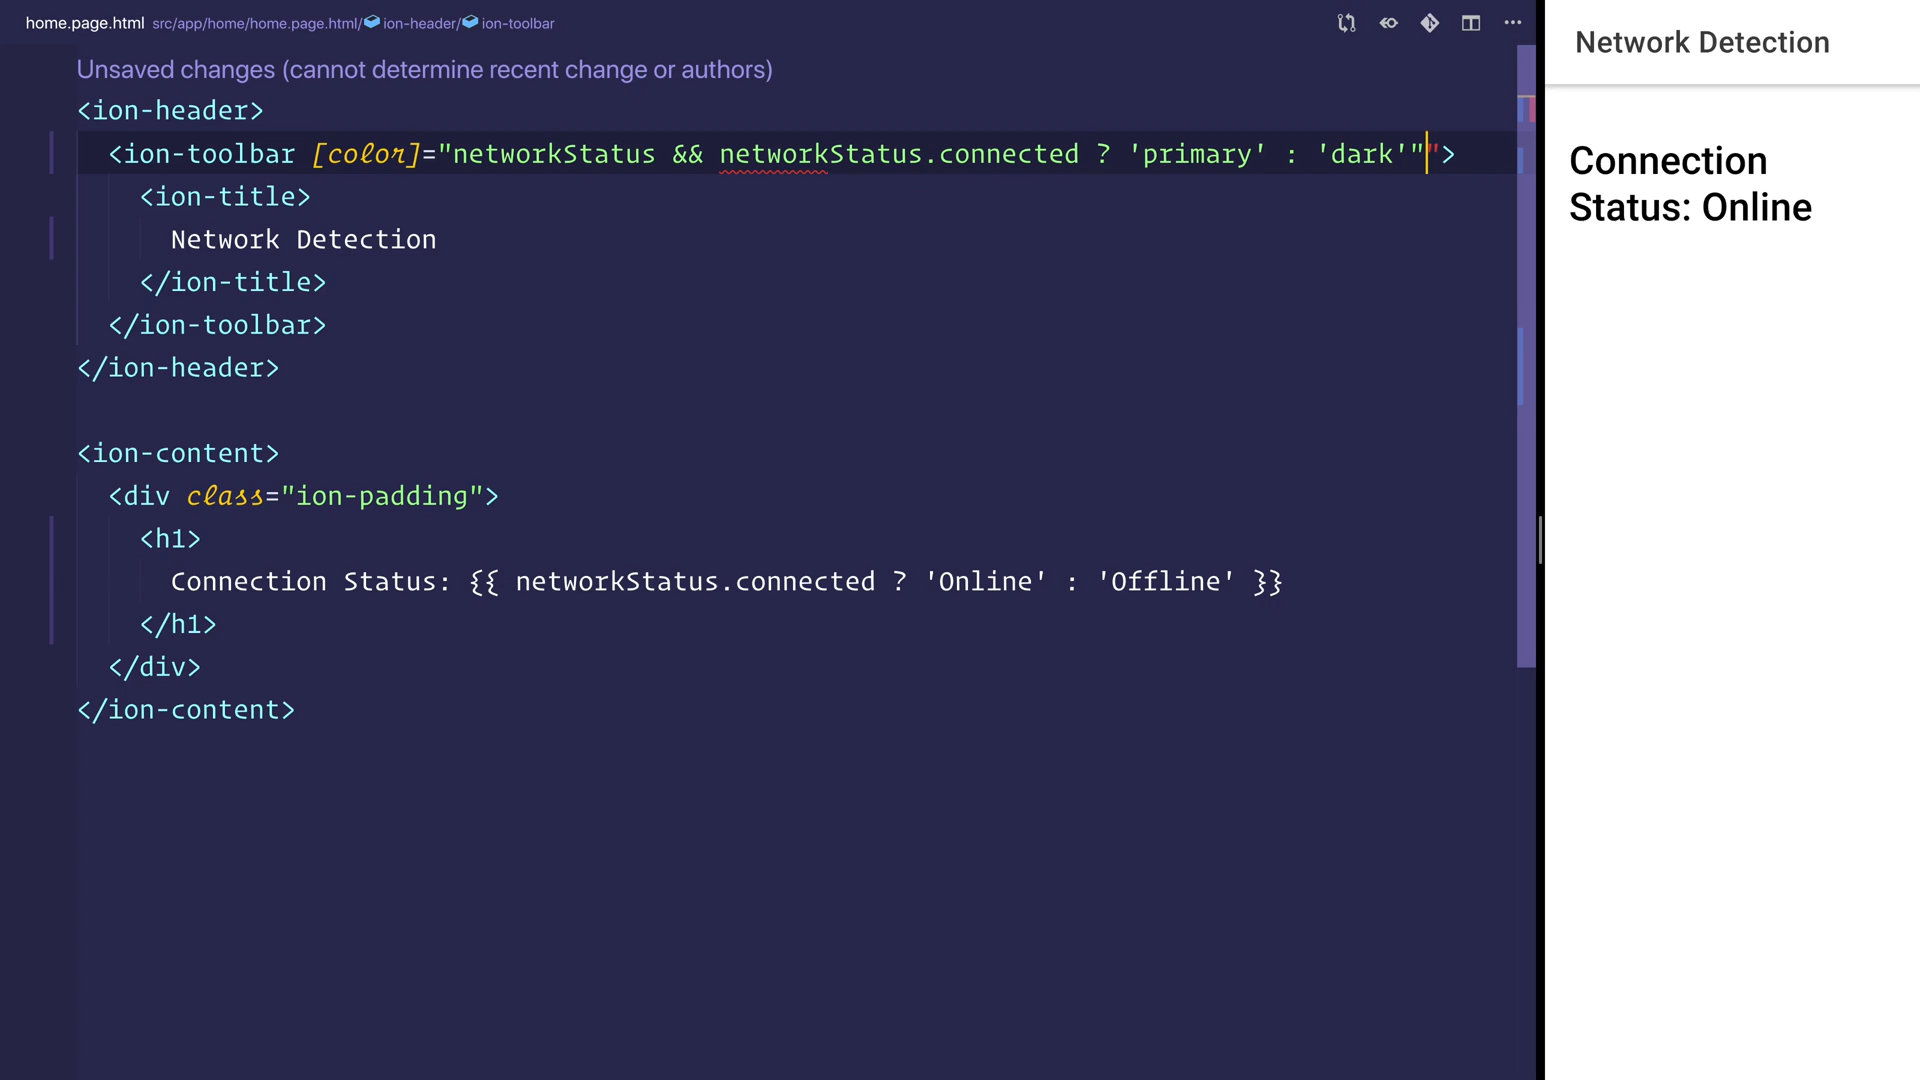 home.page.html src/app/home/home.page.html/ion-header/ion-toolbar
Unsaved changes (cannot determine recent change or authors)
<ion-header>
<ion-toolbar [color]="networkStatus && networkStatus.connected ? 'primary' : 'dark'"">
<ion-title>
Network Detection
</ion-title>
</ion-toolbar>
</ion-header>
<ion-content>
<div class="ion-padding">
<h1>
Connection Status: {{ networkStatus.connected ? 'Online' : 'Offline' }}
</h1>
</div>
</ion-content>
Network Detection
Connection
Status: Online